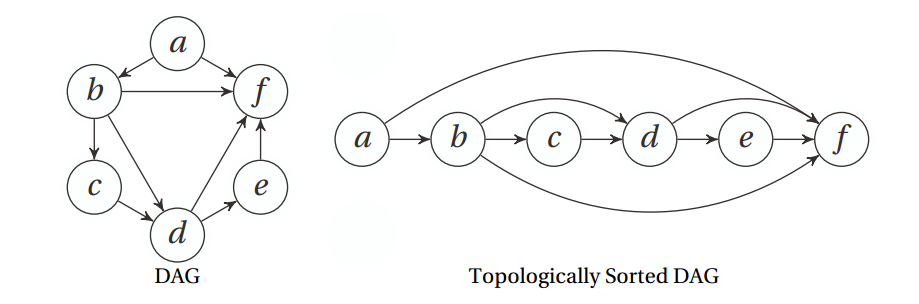 a
b f
c e
d
DAG
a b c d e f
Topologically Sorted DAG